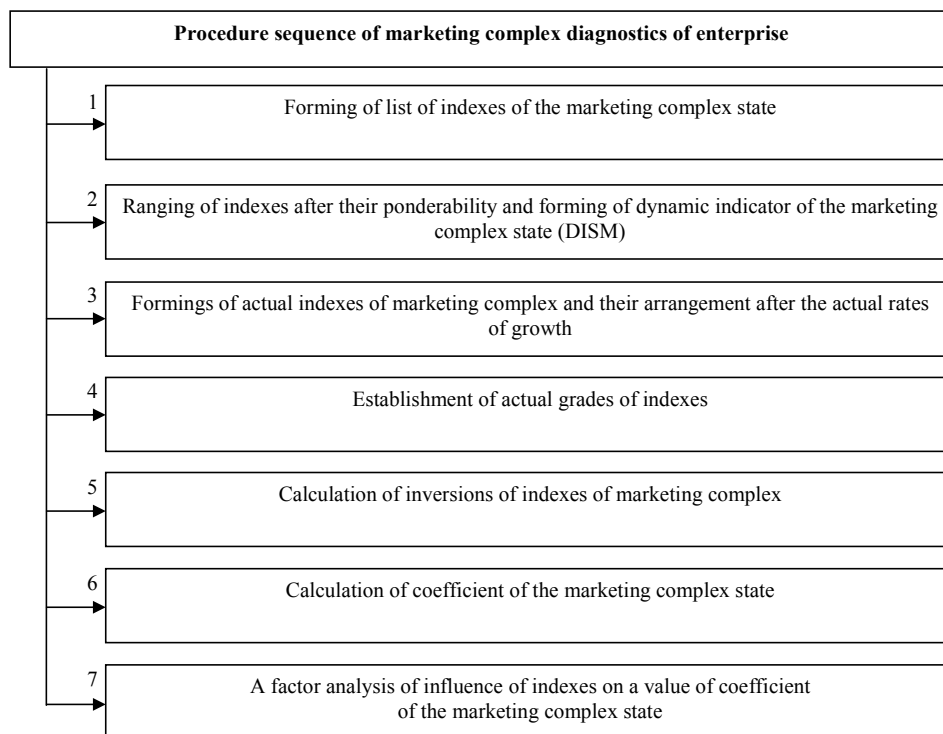 Procedure sequence of marketing complex diagnostics of enterprise
1
Forming of list of indexes of the marketing complex state
2
Ranging of indexes after their ponderability and forming of dynamic indicator of the marketing
complex state (DISM)
3
Formings of actual indexes of marketing complex and their arrangement after the actual rates
of growth
4
Establishment of actual grades of indexes
5
Calculation of inversions of indexes of marketing complex
6
Calculation of coefficient of the marketing complex state
7
A factor analysis of influence of indexes on a value of coefficient
of the marketing complex state